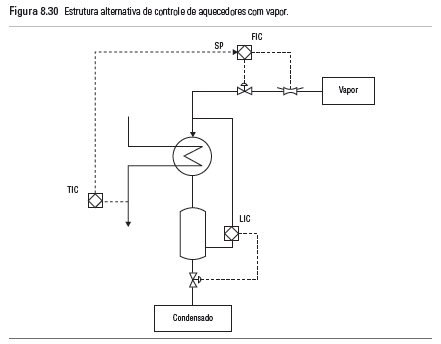 Figura 8.30 Estrutura alternativa de controle de aquecedores com vapor.
FIC
SP
Vapor
TIC
LIC
Condensado